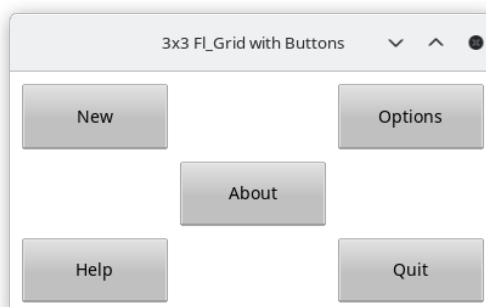 3x3 Fl_Grid with Buttons
New
Options
About
Help
Quit